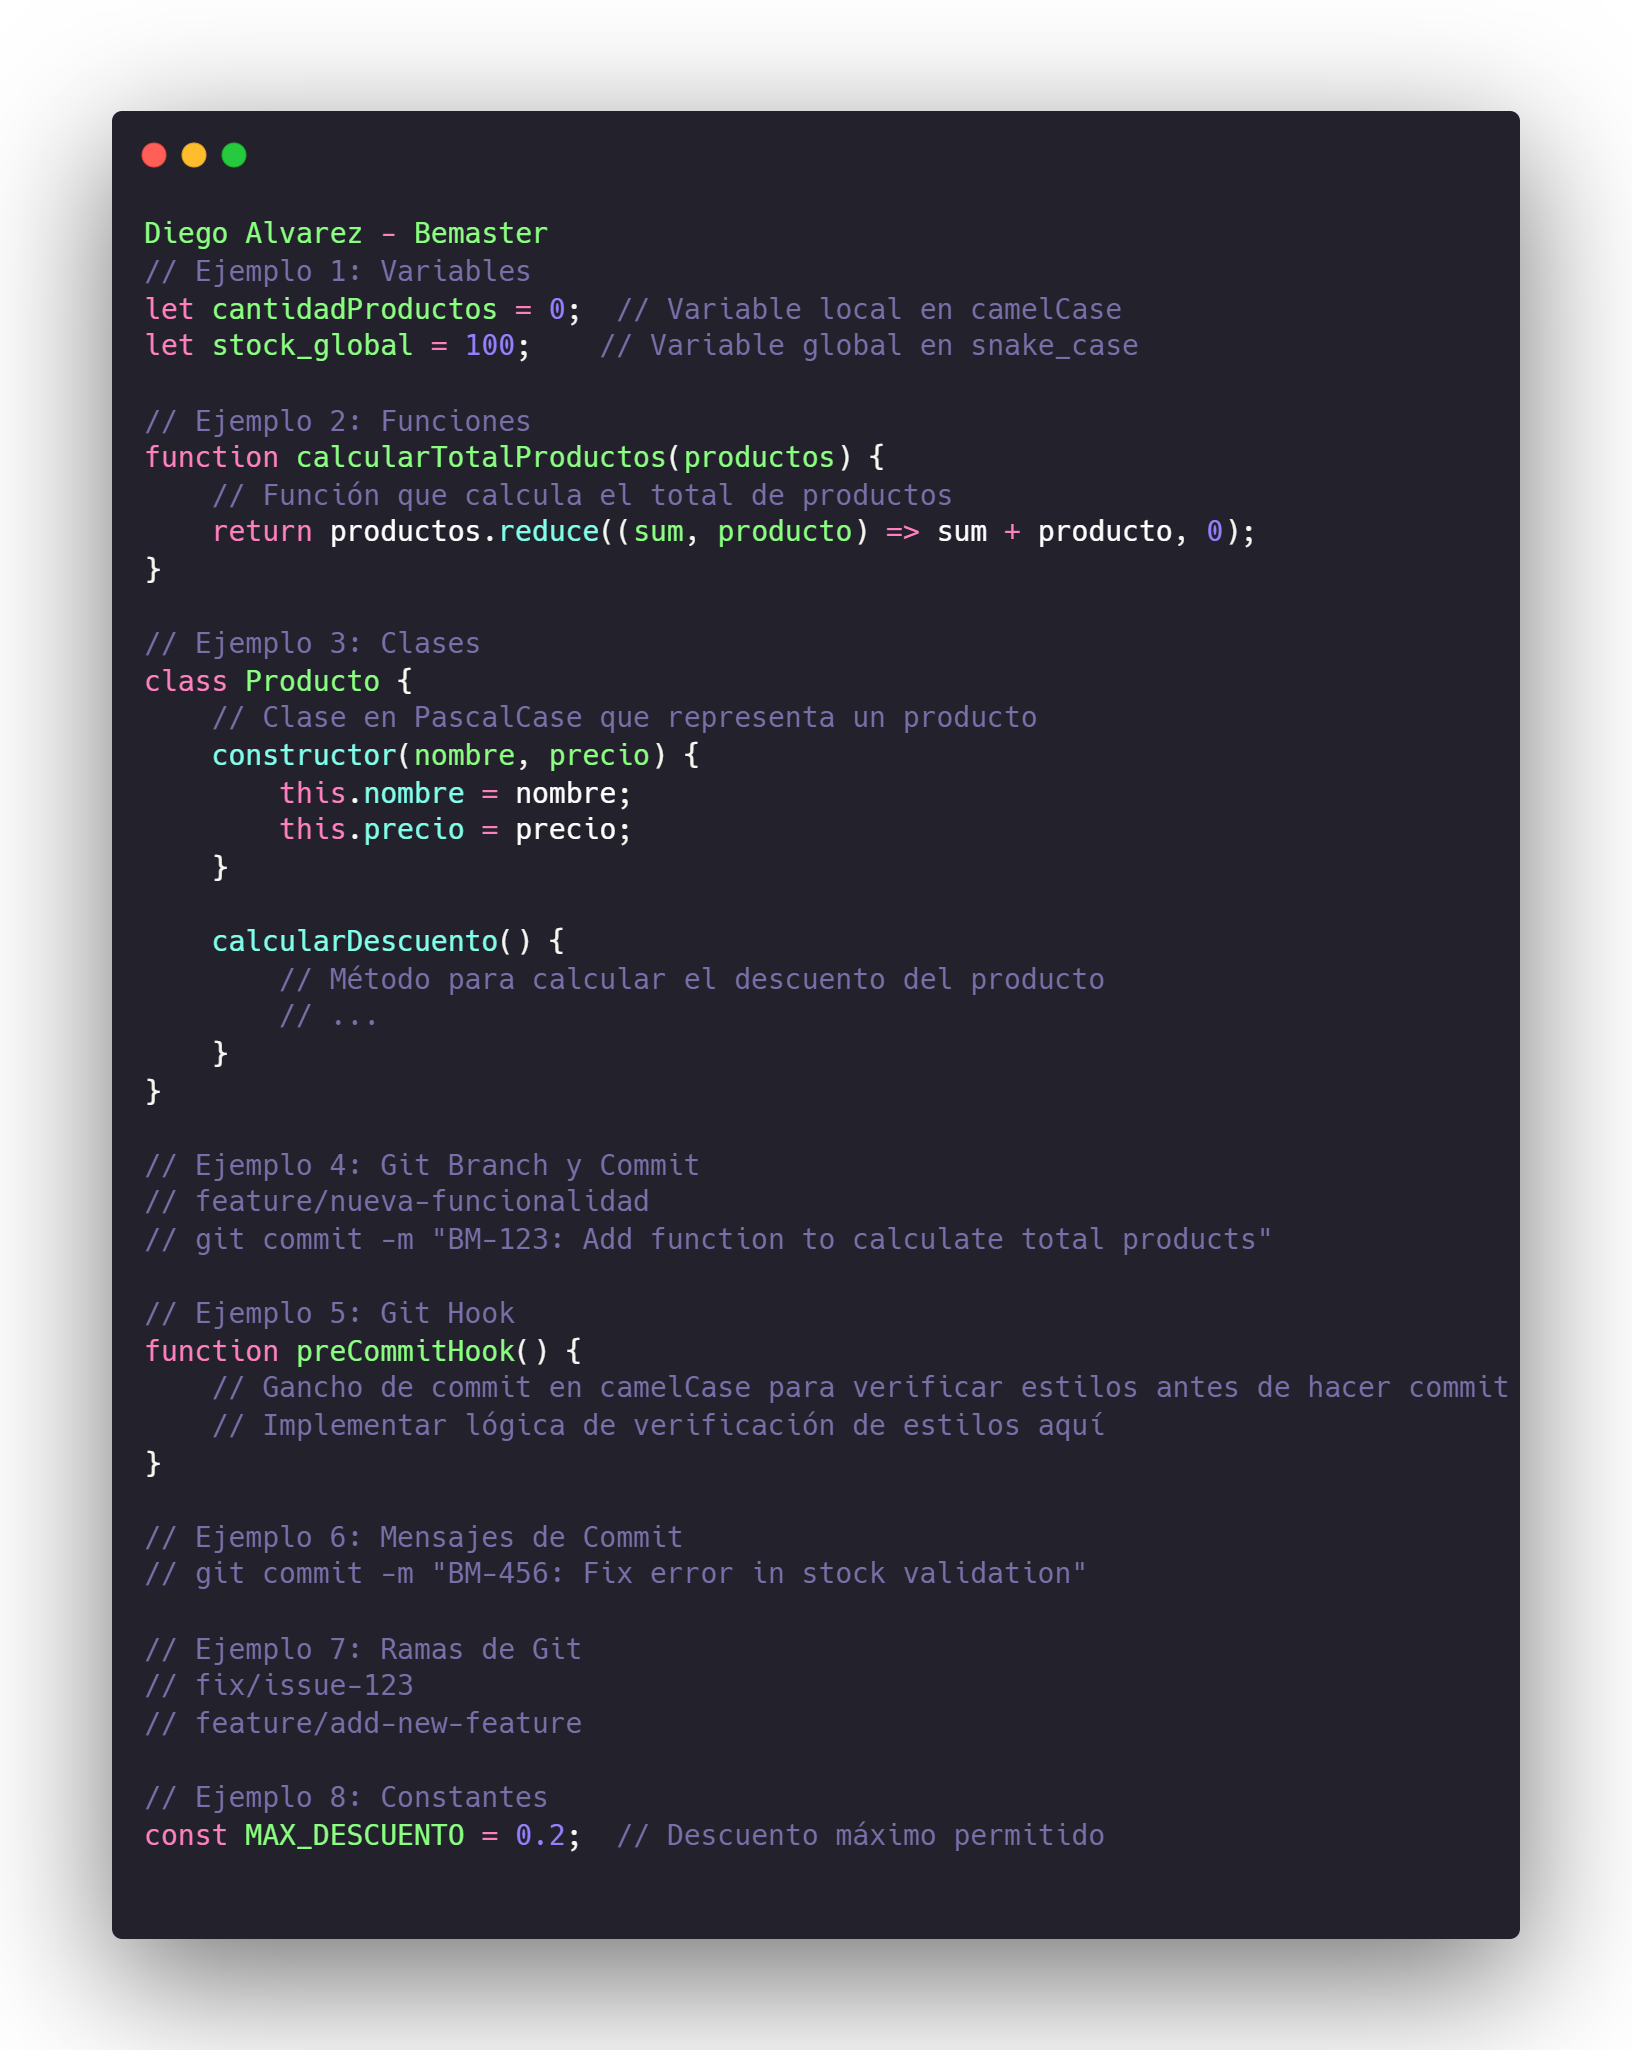 Diego Alvarez - Bemaster
// Ejemplo 1: Variables
let cantidadProductos = 0;  // Variable local en camelCase
let stock_global = 100;    // Variable global en snake_case

// Ejemplo 2: Funciones
function calcularTotalProductos(productos) {
    // Función que calcula el total de productos
    return productos.reduce((sum, producto) => sum + producto, 0);
}

// Ejemplo 3: Clases
class Producto {
    // Clase en PascalCase que representa un producto
    constructor(nombre, precio) {
        this.nombre = nombre;
        this.precio = precio;
    }

    calcularDescuento() {
        // Método para calcular el descuento del producto
        // ...
    }
}

// Ejemplo 4: Git Branch y Commit
// feature/nueva-funcionalidad
// git commit -m "BM-123: Add function to calculate total products"

// Ejemplo 5: Git Hook
function preCommitHook() {
    // Gancho de commit en camelCase para verificar estilos antes de hacer commit
    // Implementar lógica de verificación de estilos aquí
}

// Ejemplo 6: Mensajes de Commit
// git commit -m "BM-456: Fix error in stock validation"

// Ejemplo 7: Ramas de Git
// fix/issue-123
// feature/add-new-feature

// Ejemplo 8: Constantes
const MAX_DESCUENTO = 0.2;  // Descuento máximo permitido